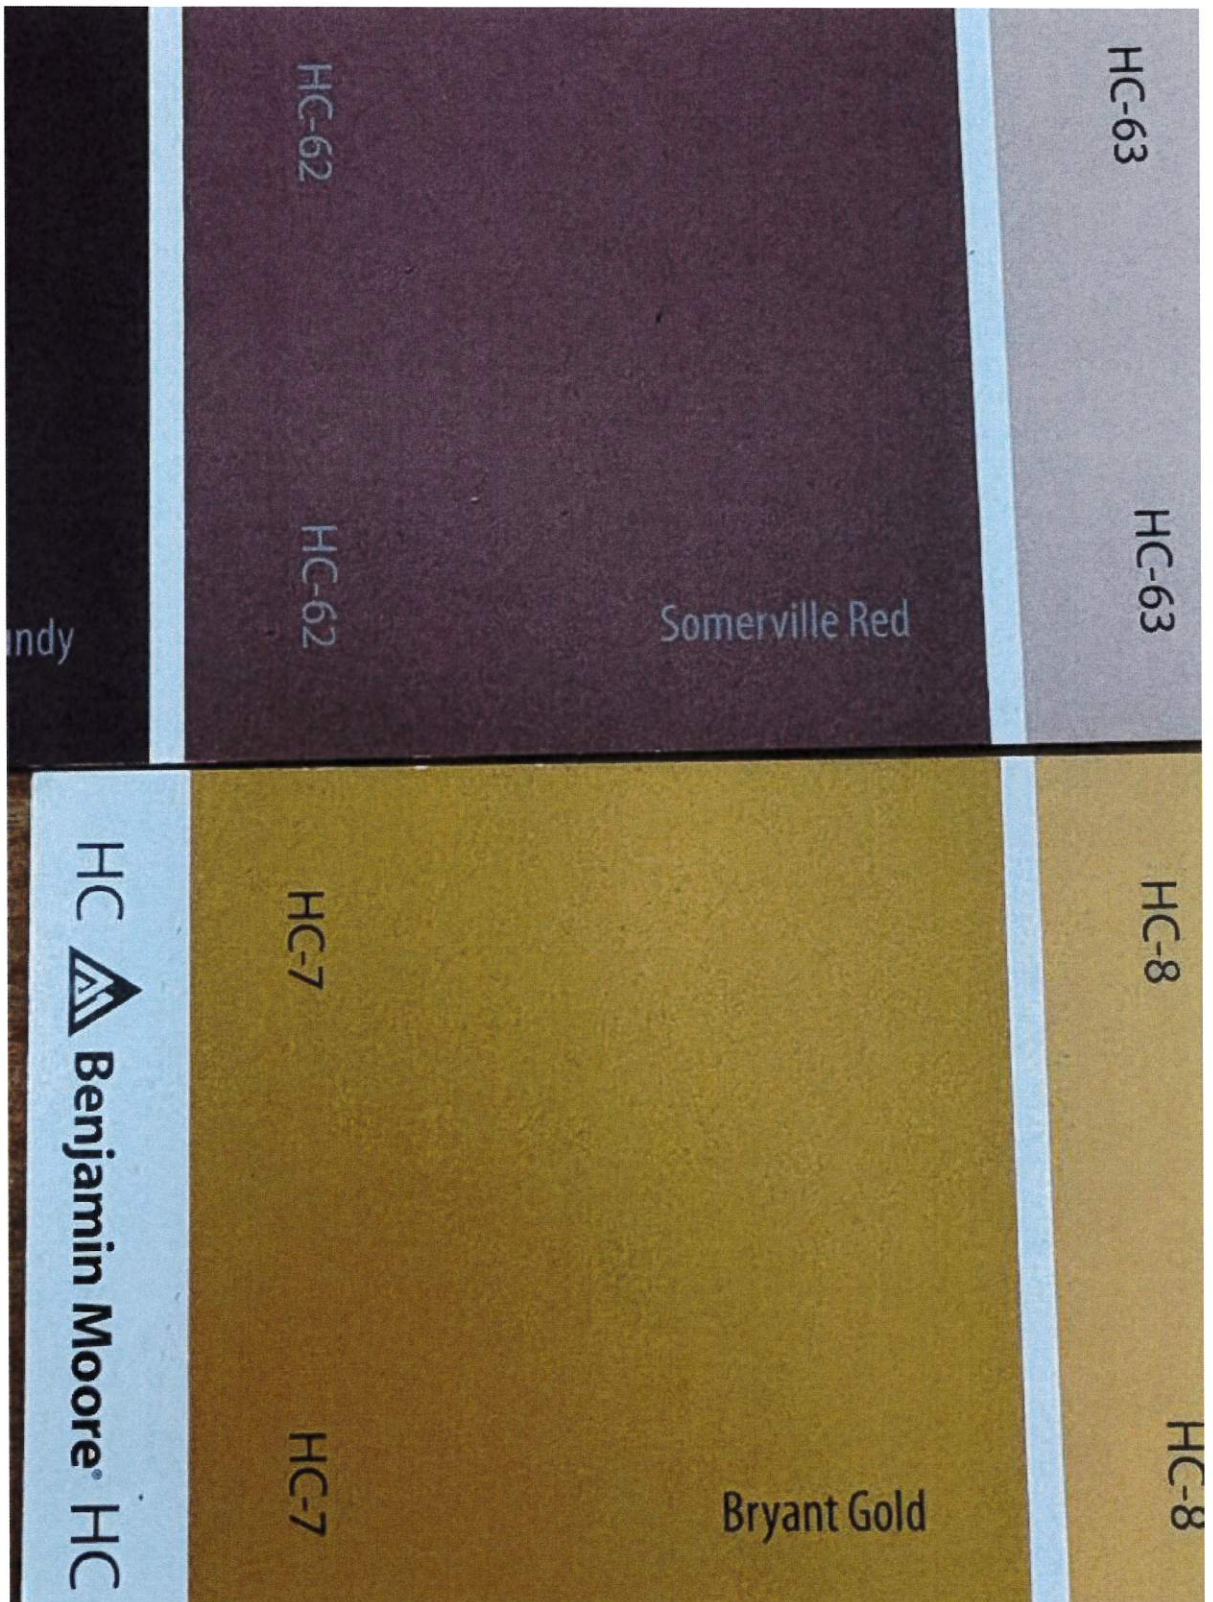 HC-62
HC-63
HC-62
HC-63
Somerville Red
HC-7
HC-8
HC Benjamin Moore® HC
HC-7
HC-8
Bryant Gold